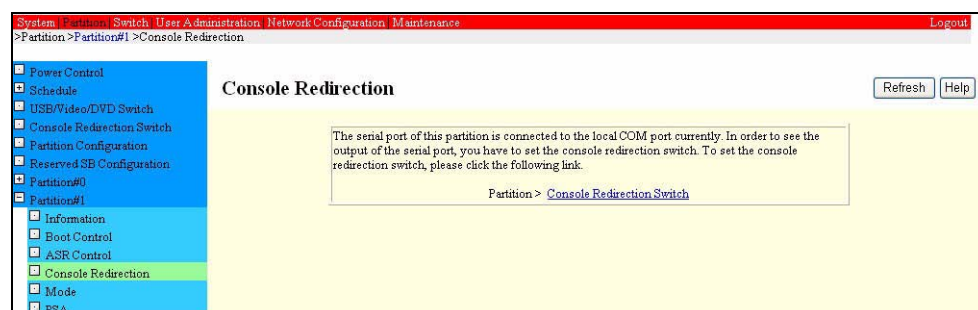 System | Partition | Switch | User Administration | Network Configuration | Maintenance Logout
>Partition >Partition#1 >Console Redirection
Power Control
Schedule
USB/Video/DVD Switch
Console Redirection Switch
Partition Configuration
Reserved SB Configuration
Partition#0
Partition#1
Information
Boot Control
ASR Control
Console Redirection
Mode
PSA
Console Redirection
Refresh Help
The serial port of this partition is connected to the local COM port currently. In order to see the
output of the serial port, you have to set the console redirection switch. To set the console
redirection switch, please click the following link.
Partition > Console Redirection Switch